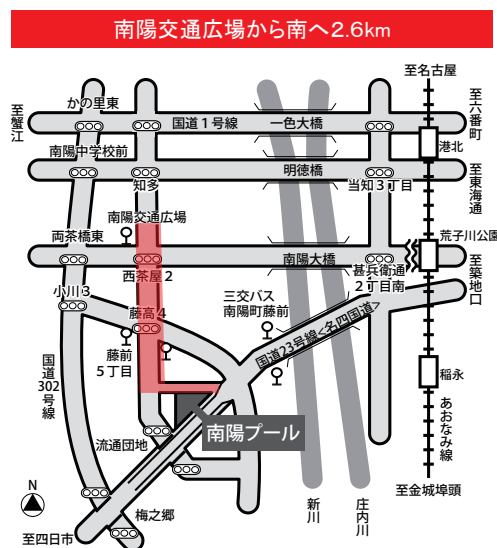 南陽交通広場から南へ2.6km
至名古屋
至蟹江
かの里東
国道1号線
一色大橋
至六番町
港北
南陽中学校前
明徳橋
知多
当知3丁目
至東海通
南陽交通広場
荒子川公園
両茶橋東
南陽大橋
西茶屋2
甚兵衛通
2丁目南
至築地口
小川3
三交バス
南陽町藤前
藤高4
国道23号線<名四国道>
藤前
5丁目
国道
302
号線
稲永
あおなみ線
南陽プール
流通団地
N
至金城埠頭
梅之郷
新川
庄内川
至四日市